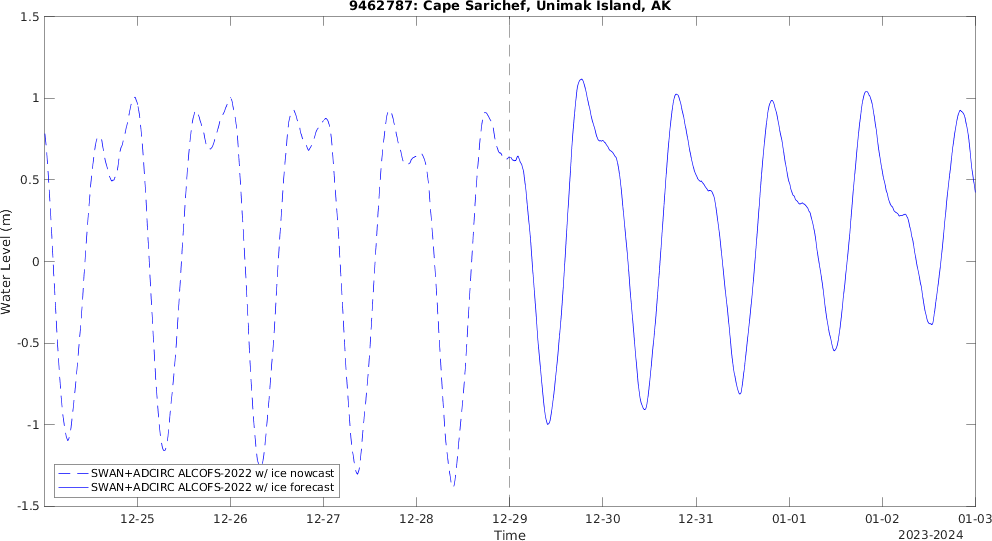 9462787: Cape Sarichef, Unimak Island, AK
1.5
1
0.5
0
-0.5
-1
-1.5
Water Level (m)
SWAN+ADCIRC ALCOFS-2022 w/ ice nowcast
SWAN+ADCIRC ALCOFS-2022 w/ ice forecast
12-25 12-26 12-27 12-28 12-29 12-30 12-31 01-01 01-02 01-03
Time
2023-2024